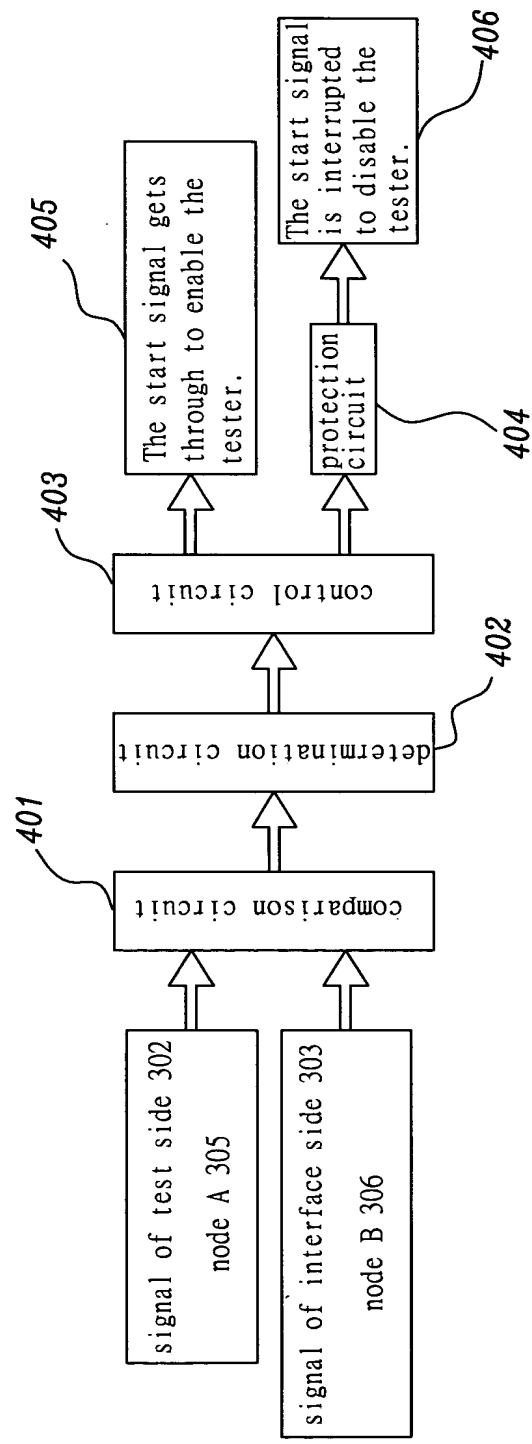 signal of test side 302
node A 305
signal of interface side 303
node B 306
401
comparison circuit
determination circuit
402
403
control circuit
405
The start signal gets
through to enable the
tester.
protection
circuit
404
The start signal
is interrupted
to disable the
tester.
406